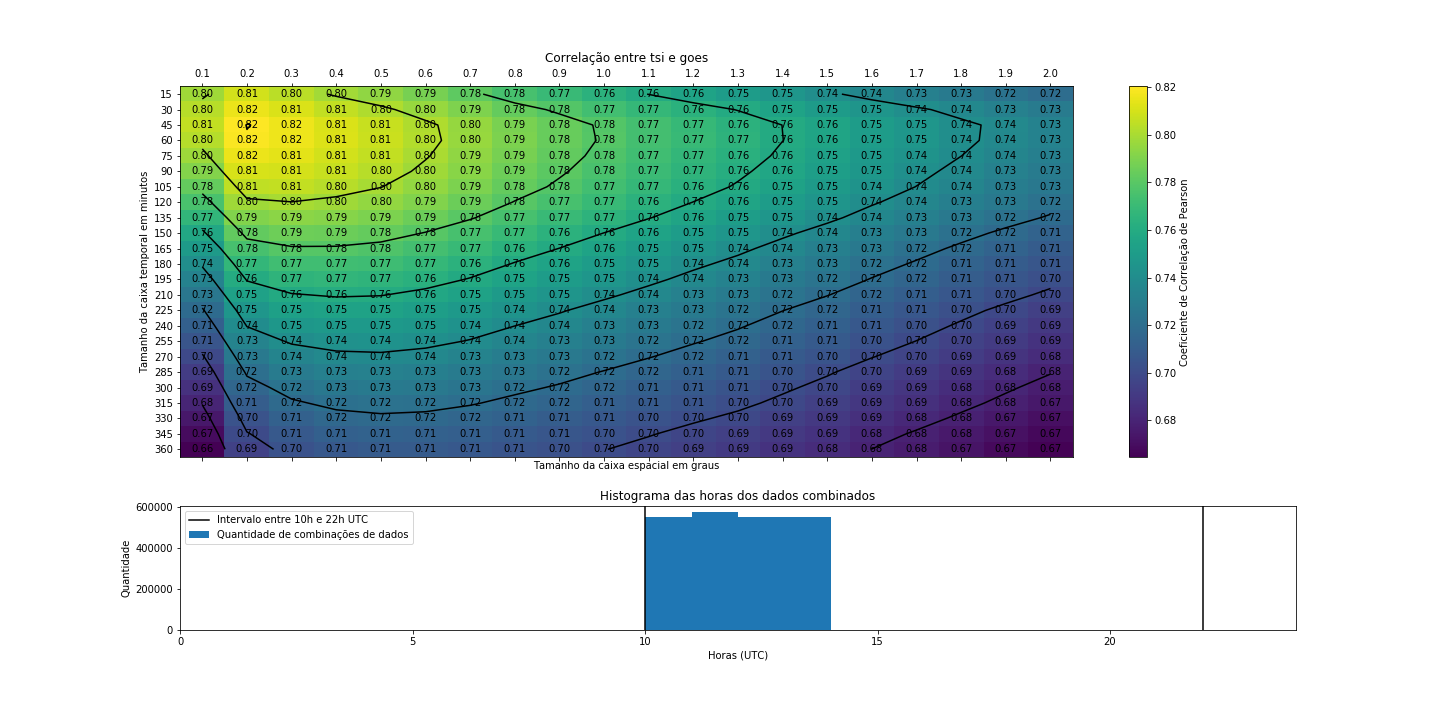 Correlação entre tsi e goes
0.1 0.2 0.3 0.4 0.5 0.6 0.7 0.8 0.9 1.0 1.1 1.2 1.3 1.4 1.5 1.6 1.7 1.8 1.9 2.0
15 0.80 0.81 0.80 0.80 0.79 0.79 0.78 0.78 0.77 0.76 0.76 0.76 0.75 0.75 0.74 0.74 0.73 0.73 0.72 0.72
30 0.80 0.82 0.81 0.81 0.80 0.80 0.79 0.78 0.78 0.77 0.77 0.76 0.76 0.75 0.75 0.75 0.74 0.74 0.73 0.73
45 0.81 0.82 0.82 0.81 0.81 0.80 0.80 0.79 0.78 0.78 0.77 0.77 0.76 0.76 0.76 0.75 0.75 0.74 0.74 0.73
60 0.80 0.82 0.82 0.81 0.81 0.80 0.80 0.79 0.79 0.78 0.77 0.77 0.77 0.76 0.76 0.75 0.75 0.74 0.74 0.73
75 0.80 0.82 0.81 0.81 0.81 0.80 0.79 0.79 0.78 0.78 0.77 0.77 0.76 0.76 0.75 0.75 0.74 0.74 0.74 0.73
90 0.79 0.81 0.81 0.81 0.80 0.80 0.79 0.79 0.78 0.78 0.77 0.77 0.76 0.76 0.75 0.75 0.74 0.74 0.73 0.73
105 0.78 0.81 0.81 0.80 0.80 0.80 0.79 0.78 0.78 0.77 0.77 0.76 0.76 0.75 0.75 0.74 0.74 0.73 0.73 0.73
120 0.78 0.80 0.80 0.80 0.80 0.79 0.79 0.78 0.77 0.77 0.76 0.76 0.76 0.75 0.75 0.74 0.74 0.73 0.73 0.72
135 0.77 0.79 0.79 0.79 0.79 0.79 0.78 0.77 0.77 0.77 0.76 0.76 0.75 0.75 0.74 0.74 0.73 0.73 0.72 0.72
150 0.76 0.78 0.79 0.79 0.79 0.78 0.77 0.77 0.76 0.76 0.76 0.75 0.75 0.74 0.74 0.73 0.73 0.72 0.72 0.71
165 0.75 0.78 0.78 0.78 0.78 0.77 0.77 0.76 0.76 0.76 0.75 0.75 0.74 0.74 0.73 0.73 0.72 0.72 0.71 0.71
180 0.74 0.77 0.77 0.77 0.77 0.77 0.76 0.76 0.75 0.75 0.75 0.74 0.74 0.73 0.73 0.72 0.72 0.71 0.71 0.71
195 0.73 0.76 0.77 0.77 0.77 0.76 0.76 0.75 0.75 0.75 0.74 0.74 0.73 0.73 0.72 0.72 0.72 0.71 0.71 0.70
210 0.73 0.75 0.76 0.76 0.76 0.76 0.75 0.75 0.75 0.74 0.74 0.73 0.73 0.72 0.72 0.72 0.71 0.71 0.70 0.70
225 0.72 0.75 0.75 0.75 0.75 0.75 0.75 0.74 0.74 0.74 0.73 0.73 0.72 0.72 0.72 0.71 0.71 0.70 0.70 0.69
240 0.71 0.74 0.75 0.75 0.75 0.75 0.74 0.74 0.74 0.73 0.73 0.72 0.72 0.72 0.71 0.71 0.70 0.70 0.69 0.69
255 0.71 0.73 0.74 0.74 0.74 0.74 0.74 0.73 0.73 0.73 0.72 0.72 0.72 0.71 0.71 0.70 0.70 0.70 0.69 0.69
270 0.70 0.73 0.74 0.74 0.74 0.74 0.73 0.73 0.73 0.72 0.72 0.72 0.71 0.71 0.70 0.70 0.70 0.69 0.69 0.68
285 0.69 0.72 0.73 0.73 0.73 0.73 0.73 0.73 0.72 0.72 0.72 0.71 0.71 0.70 0.70 0.70 0.69 0.69 0.68 0.68
300 0.69 0.72 0.72 0.73 0.73 0.73 0.73 0.72 0.72 0.72 0.71 0.71 0.71 0.70 0.70 0.69 0.69 0.68 0.68 0.68
315 0.68 0.71 0.72 0.72 0.72 0.72 0.72 0.72 0.72 0.71 0.71 0.71 0.70 0.70 0.69 0.69 0.69 0.68 0.68 0.67
330 0.67 0.70 0.71 0.72 0.72 0.72 0.72 0.71 0.71 0.71 0.70 0.70 0.70 0.69 0.69 0.69 0.68 0.68 0.67 0.67
345 0.67 0.70 0.71 0.71 0.71 0.71 0.71 0.71 0.71 0.70 0.70 0.70 0.69 0.69 0.69 0.68 0.68 0.68 0.67 0.67
360 0.66 0.69 0.70 0.71 0.71 0.71 0.71 0.71 0.70 0.70 0.70 0.69 0.69 0.69 0.68 0.68 0.68 0.67 0.67 0.67
Tamanho da caixa temporal em minutos
Tamanho da caixa espacial em graus
0.82
0.80
0.78
0.76
0.74
0.72
0.70
0.68
Coeficiente de Correlação de Pearson
Histograma das horas dos dados combinados
Intervalo entre 10h e 22h UTC
Quantidade de combinações de dados
600000
400000
200000
0
Quantidade
0 5 10 15 20
Horas (UTC)